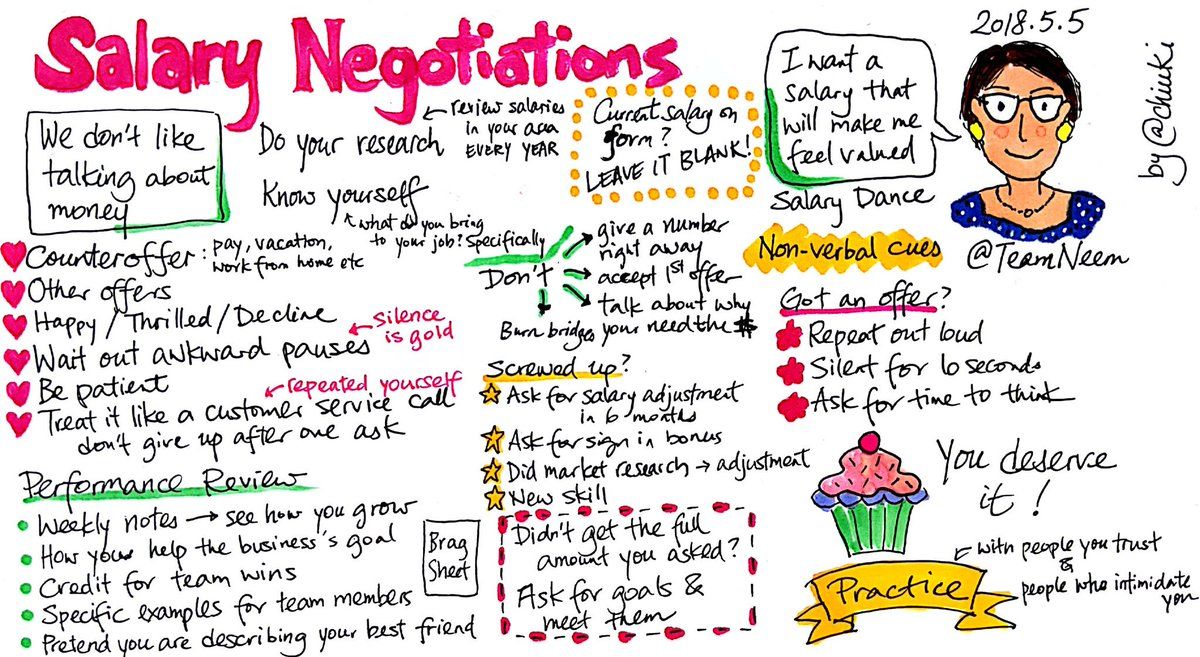 Salary Negotiations
2018.5.5
by @chiuki
We don't like
talking about
money
Do your research
← review salaries
in your area
EVERY YEAR
Know yourself
what do you bring
to your job? Specifically
Current salary on
form?
LEAVE IT BLANK!
I want a
salary that
will make me
feel valued
Salary Dance
@TeamNeem
Non-verbal cues
Counteroffer: pay, vacation,
work from home etc
Other offers
Happy / Thrilled / Decline
Wait out awkward pauses
← silence
is gold
Be patient
← repeated yourself
Treat it like a customer service call
don't give up after one ask
Don't
give a number
right away
accept 1st offer
talk about why
your need the $
Burn bridges
Got an offer?
Repeat out loud
Silent for 10 seconds
Ask for time to think
Screwed up?
Ask for salary adjustment
in 6 months
Ask for sign in bonus
Did market research → adjustment
New skill
Performance Review
Weekly notes → see how you grow
How your help the business's goal
Credit for team wins
Specific examples for team members
Pretend you are describing your best friend
Brag
Sheet
Didn't get the full
amount you asked?
Ask for goals &
meet them
You deserve
it!
Practice
← with people you trust
&
people who intimidate
you